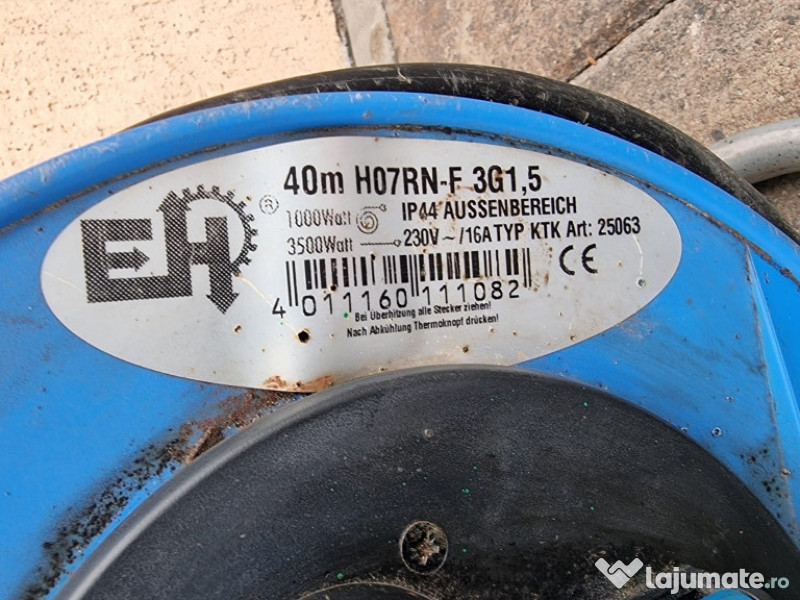 40m H07RN-F 3G1,5
EH ®
1000Watt IP44 AUSSENBEREICH
3500Watt 230V ~ /16A TYP KTK Art: 25063
CE
4 011160 111082
Bei Überhitzung alle Stecker ziehen!
Nach Abkühlung Thermoknopf drücken!
lajumate.ro